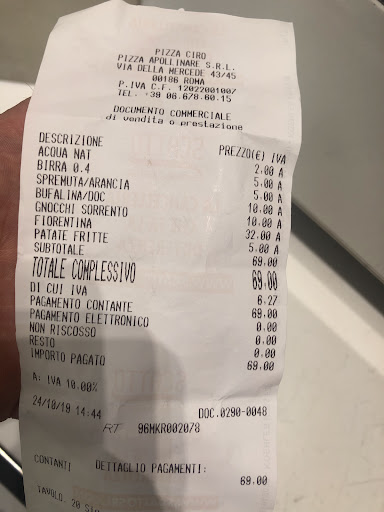 PIZZA CIRO
PIZZA APOLLINARE S.R.L.
VIA DELLA MERCEDE 43/45
00186 ROMA
P.IVA C.F. 12022001007
TEL. +39 06.678.60.15
DOCUMENTO COMMERCIALE
di vendita o prestazione
DESCRIZIONE PREZZO(€) IVA
ACQUA NAT 2.00 A
BIRRA 0.4 5.00 A
SPREMUTA/ARANCIA 5.00 A
BUFALINA/DOC 10.00 A
GNOCCHI SORRENTO 10.00 A
FIORENTINA 32.00 A
PATATE FRITTE 5.00 A
SUBTOTALE 69.00
TOTALE COMPLESSIVO 69.00
DI CUI IVA 6.27
PAGAMENTO CONTANTE 69.00
PAGAMENTO ELETTRONICO 0.00
NON RISCOSSO 0.00
RESTO 0.00
IMPORTO PAGATO 69.00
A: IVA 10.00%
24/10/19 14:44 DOC.0290-0048
RT 96MKR002078
DETTAGLIO PAGAMENTI:
CONTANTI 69.00
TAVOLO. 20